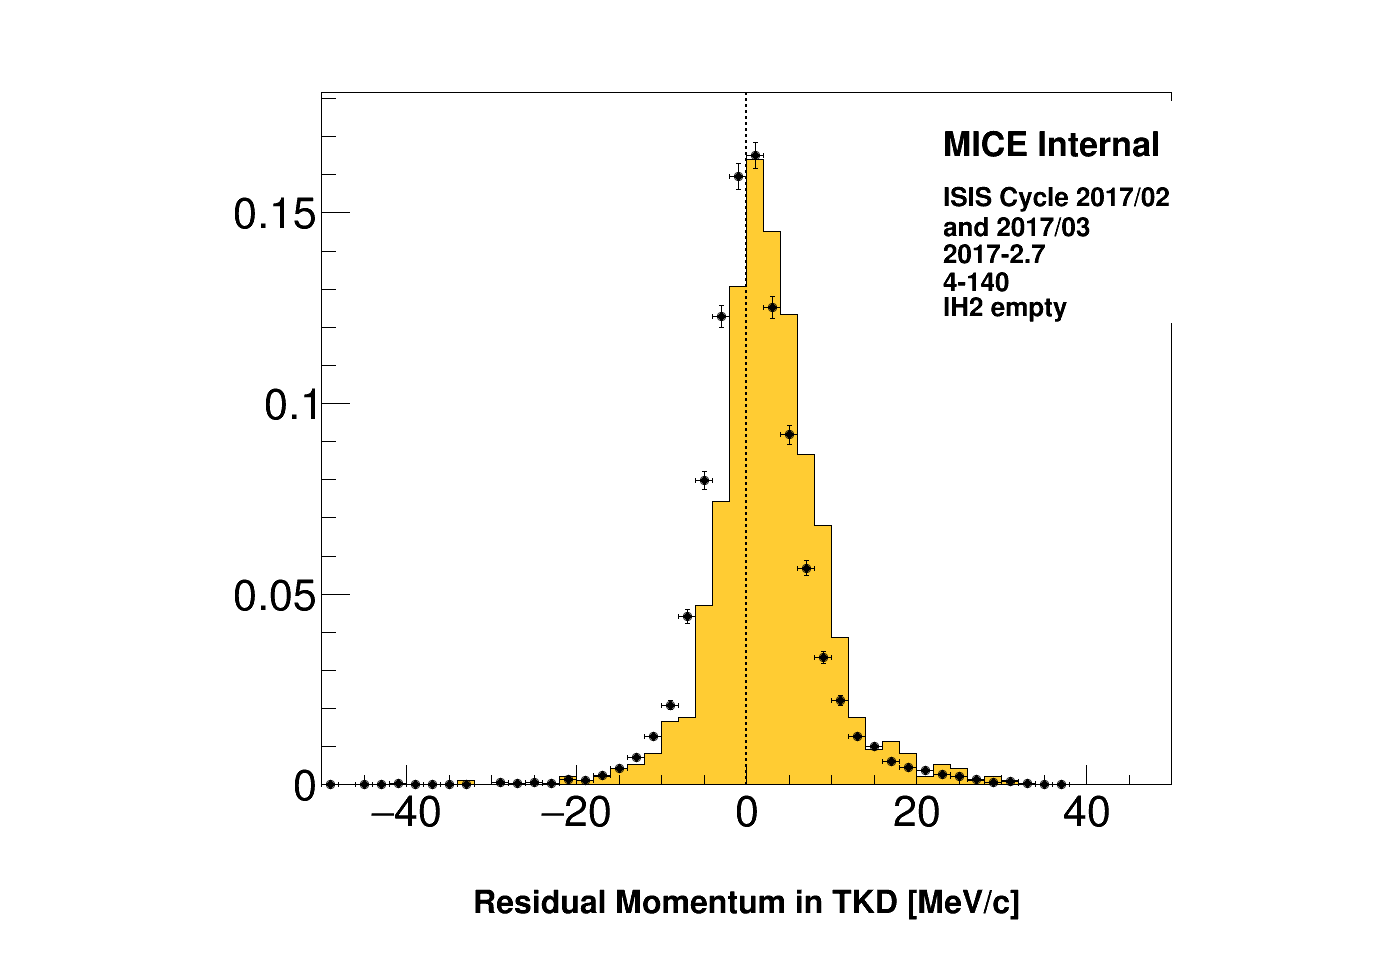 MICE Internal
ISIS Cycle 2017/02
and 2017/03
2017-2.7
4-140
IH2 empty
0.15
0.1
0.05
0
−40 −20 0 20 40
Residual Momentum in TKD [MeV/c]